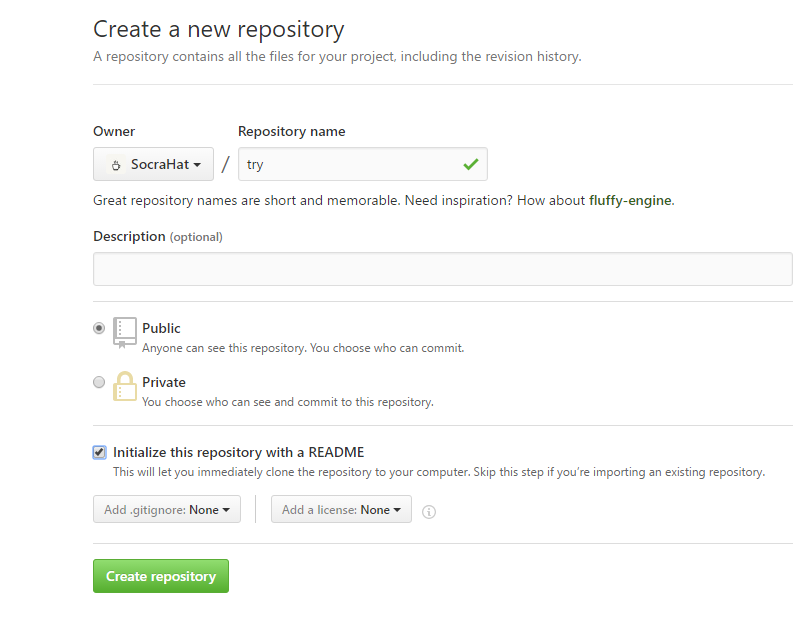 Create a new repository
A repository contains all the files for your project, including the revision history.
Owner Repository name
SocraHat / try
Great repository names are short and memorable. Need inspiration? How about fluffy-engine.
Description (optional)
Public
Anyone can see this repository. You choose who can commit.
Private
You choose who can see and commit to this repository.
Initialize this repository with a README
This will let you immediately clone the repository to your computer. Skip this step if you’re importing an existing repository.
Add .gitignore: None Add a license: None
Create repository